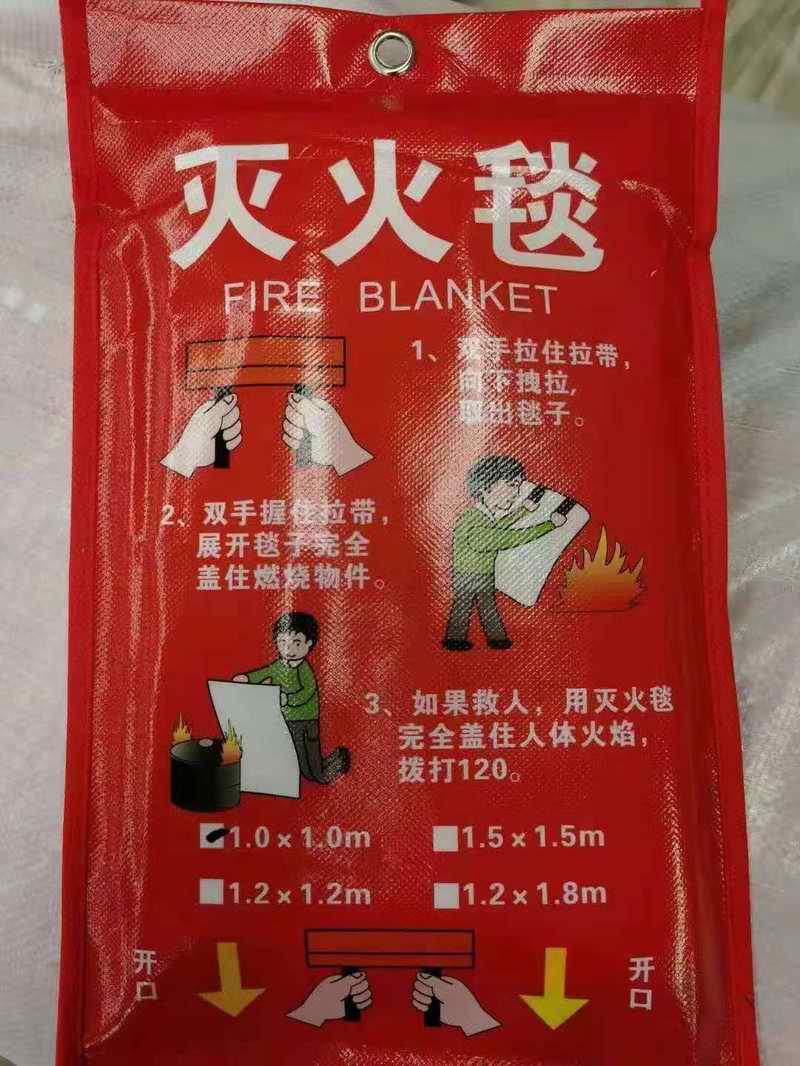 灭火毯
FIRE BLANKET
1、双手拉住拉带，
向下拽拉，
取出毯子。
2、双手握住拉带，
展开毯子完全
盖住燃烧物件。
3、如果救人，用灭火毯
完全盖住人体火焰，
拨打120。
1.0×1.0m 1.5×1.5m
1.2×1.2m 1.2×1.8m
开口 开口